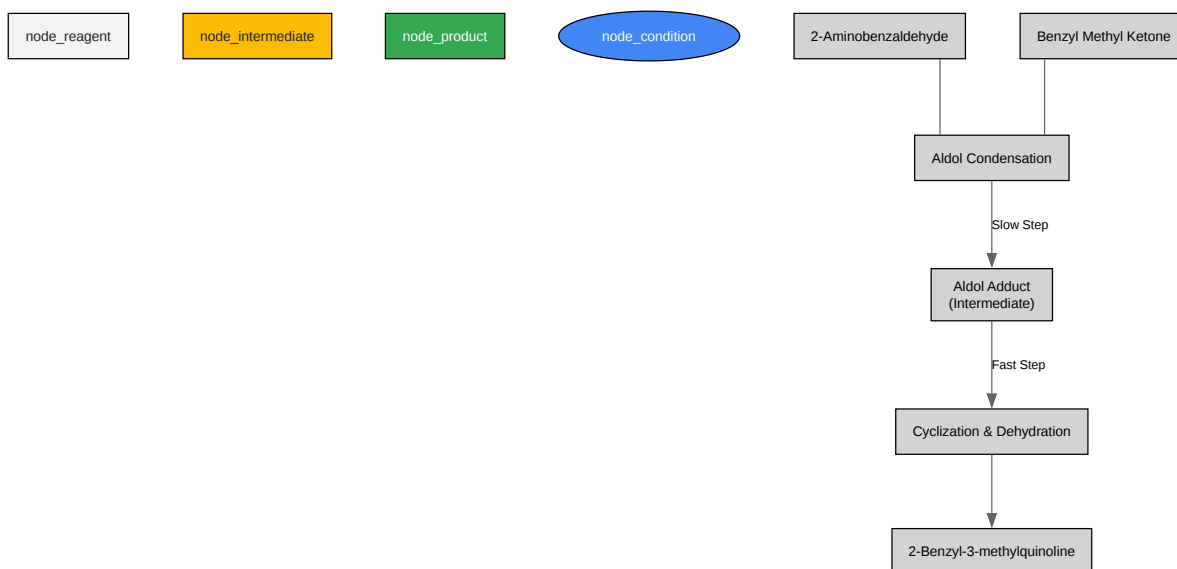 node_reagent
node_intermediate
node_product
node_condition
2-Aminobenzaldehyde
Benzyl Methyl Ketone
Aldol Condensation
Slow Step
Aldol Adduct
(Intermediate)
Fast Step
Cyclization & Dehydration
2-Benzyl-3-methylquinoline